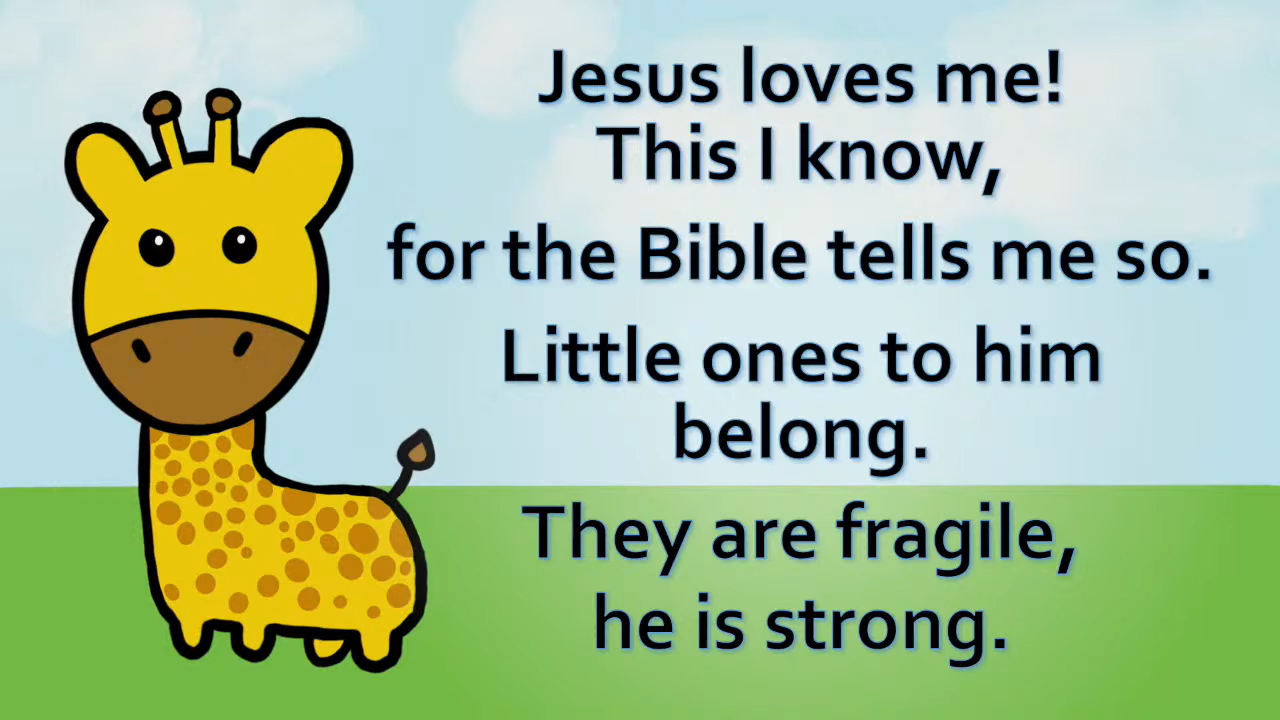 Jesus loves me!
This I know,
for the Bible tells me so.
Little ones to him
belong.
They are fragile,
he is strong.